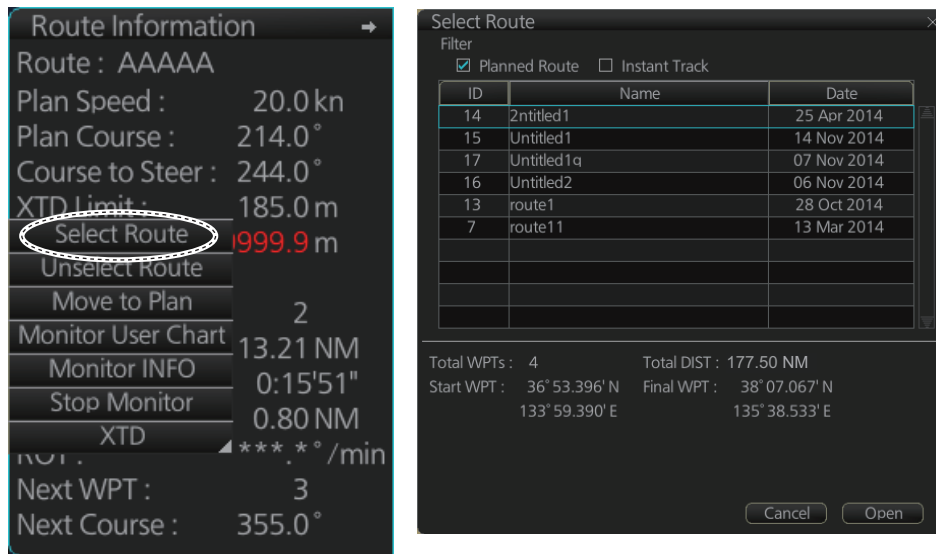 Route Information
Route : AAAAA
Plan Speed : 20.0 kn
Plan Course : 214.0°
Course to Steer : 244.0°
XTD Limit : 185.0 m
Select Route 9999.9 m
Unselect Route
Move to Plan 2
Monitor User Chart 13.21 NM
Monitor INFO 0:15'51"
Stop Monitor 0.80 NM
XTD
ROT : ***.*°/min
Next WPT : 3
Next Course : 355.0°
Select Route
Filter
Planned Route Instant Track
ID Name Date
14 2ntitled1 25 Apr 2014
15 Untitled1 14 Nov 2014
17 Untitled1q 07 Nov 2014
16 Untitled2 06 Nov 2014
13 route1 28 Oct 2014
7 route11 13 Mar 2014
Total WPTs : 4 Total DIST : 177.50 NM
Start WPT : 36°53.396' N Final WPT : 38°07.067' N
133°59.390' E 135°38.533' E
Cancel Open